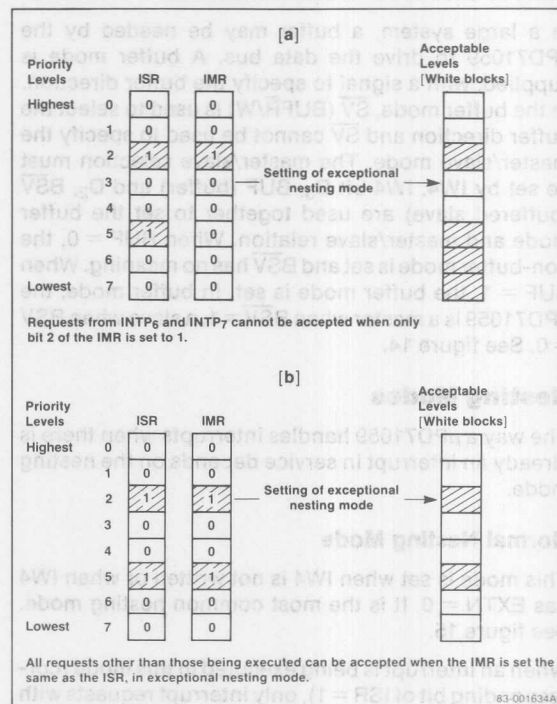 [a]
Priority
Levels
ISR
IMR
Acceptable
Levels
[White blocks]
Highest 0 0 0
1 0 0
2 1 1
3 0 0
Setting of exceptional
nesting mode
4 0 0
5 1 0
6 0 0
Lowest 7 0 0
Requests from INTP6 and INTP7 cannot be accepted when only
bit 2 of the IMR is set to 1.
[b]
Priority
Levels
ISR
IMR
Acceptable
Levels
[White blocks]
Highest 0 0 0
1 0 0
2 1 1
Setting of exceptional
nesting mode
3 0 0
4 0 0
5 1 1
6 0 0
Lowest 7 0 0
All requests other than those being executed can be accepted when the IMR is set the
same as the ISR, in exceptional nesting mode.
83-001634A